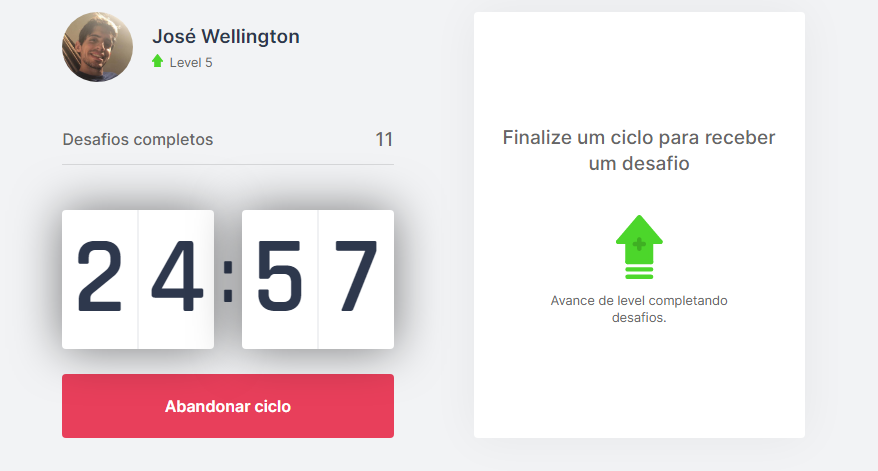 José Wellington
Level 5
Desafios completos 11
24:57
Abandonar ciclo
Finalize um ciclo para receber
um desafio
Avance de level completando
desafios.